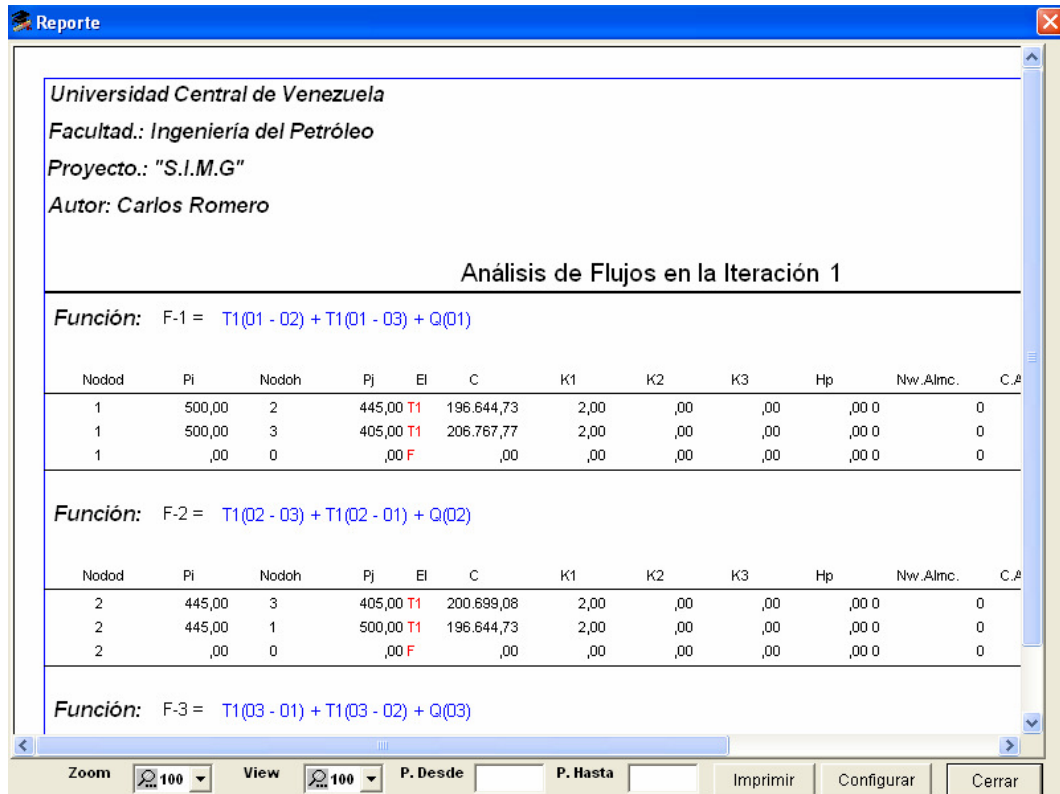 Reporte
Universidad Central de Venezuela
Facultad.: Ingeniería del Petróleo
Proyecto.: "S.I.M.G"
Autor: Carlos Romero
Análisis de Flujos en la Iteración 1
Función: F-1 = T1(01 - 02) + T1(01 - 03) + Q(01)
Nodod Pi Nodoh Pj El C K1 K2 K3 Hp Nw.Almc. C.A
1 500,00 2 445,00 T1 196.644,73 2,00 ,00 ,00 ,00 0 0
1 500,00 3 405,00 T1 206.767,77 2,00 ,00 ,00 ,00 0 0
1 ,00 0 ,00 F ,00 ,00 ,00 ,00 ,00 0 0
Función: F-2 = T1(02 - 03) + T1(02 - 01) + Q(02)
Nodod Pi Nodoh Pj El C K1 K2 K3 Hp Nw.Almc. C.A
2 445,00 3 405,00 T1 200.699,08 2,00 ,00 ,00 ,00 0 0
2 445,00 1 500,00 T1 196.644,73 2,00 ,00 ,00 ,00 0 0
2 ,00 0 ,00 F ,00 ,00 ,00 ,00 ,00 0 0
Función: F-3 = T1(03 - 01) + T1(03 - 02) + Q(03)
Zoom 100 View 100 P. Desde P. Hasta Imprimir Configurar Cerrar